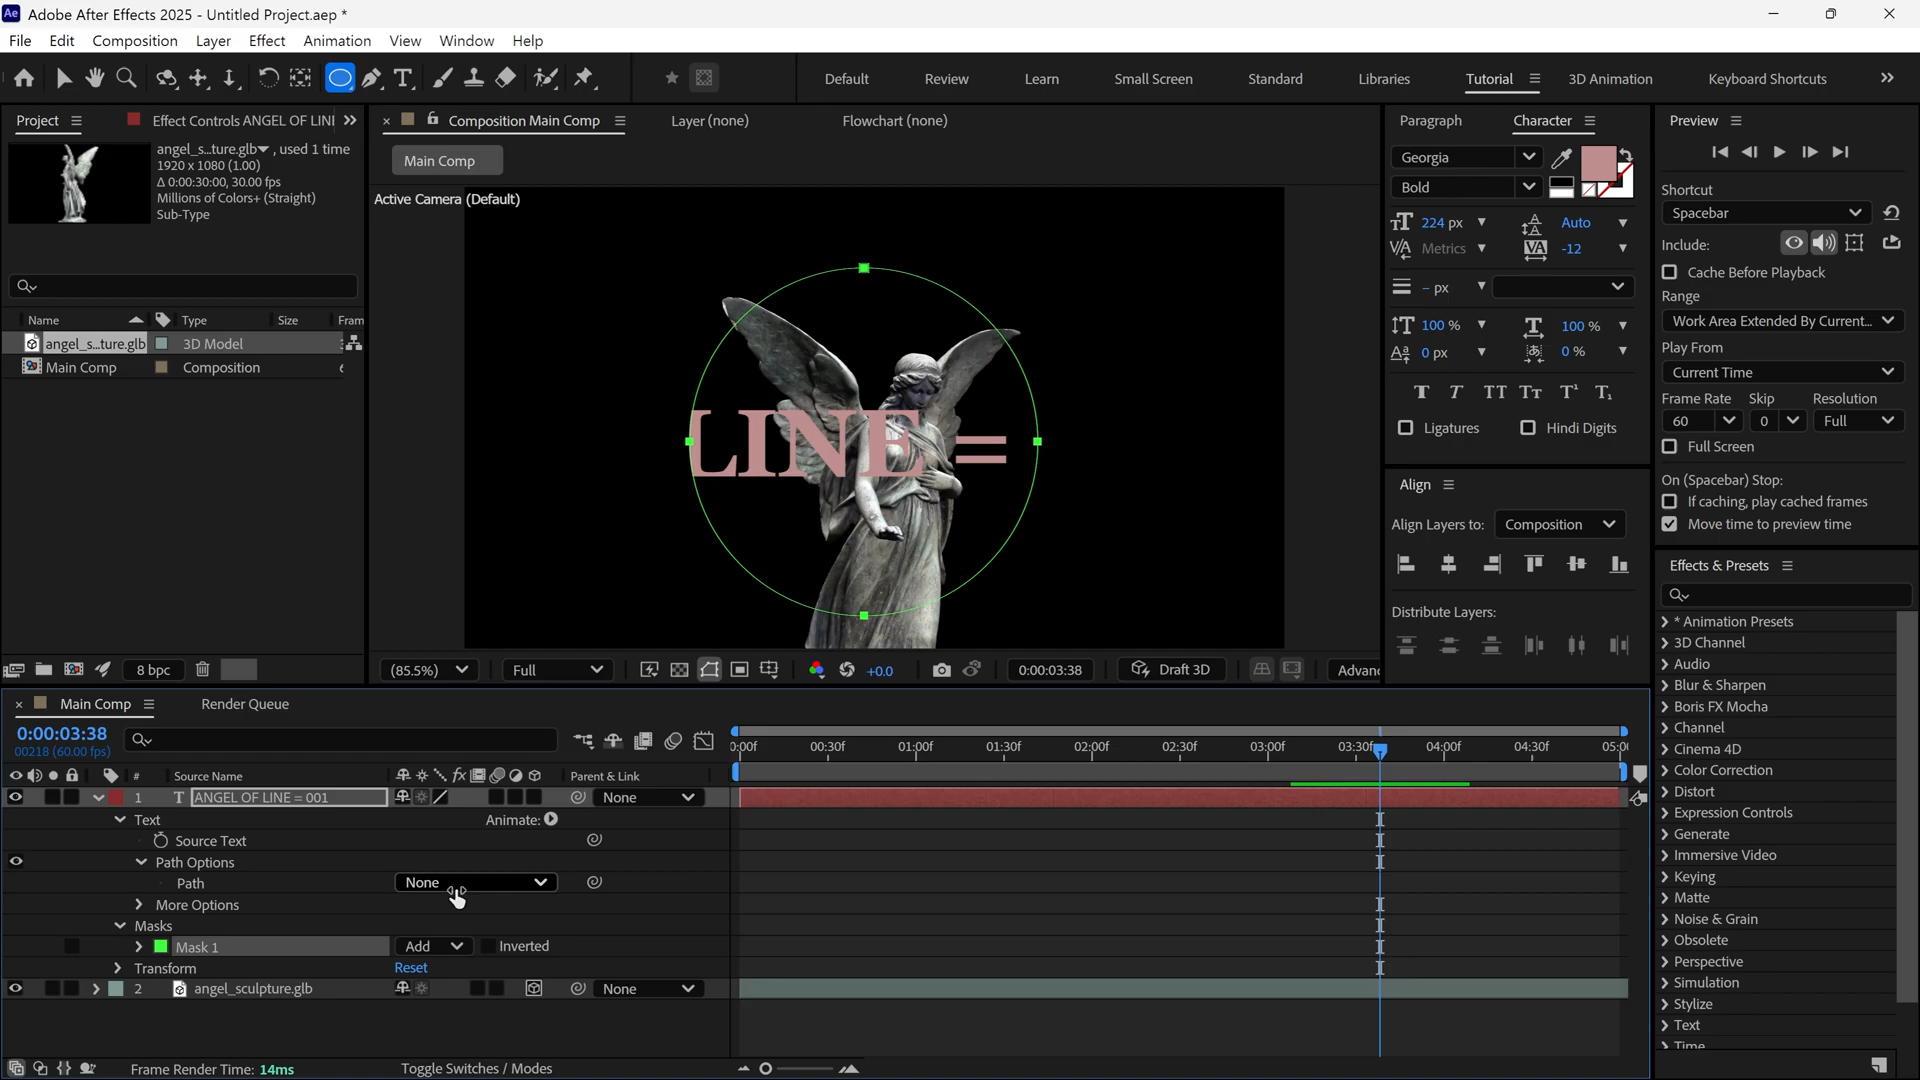 Ae Adobe After Effects 2025 - Untitled Project.aep *
File Edit Composition Layer Effect Animation View Window Help
Default Review Learn Small Screen Standard Libraries Tutorial 3D Animation Keyboard Shortcuts
Project Effect Controls ANGEL OF LINI
angel_s...ture.glb , used 1 time
1920 x 1080 (1.00)
Δ 0:00:30:00, 30.00 fps
Millions of Colors+ (Straight)
Sub-Type
Name Type Size Fram
angel_s...ture.glb 3D Model
Main Comp Composition
8 bpc
Composition Main Comp Layer (none) Flowchart (none)
Main Comp
Active Camera (Default)
LINE =
(85.5%) Full +0.0 0:00:03:38 Draft 3D Advanc
Paragraph Character
Georgia
Bold
224 px Auto
Metrics -12
- px
100 % 100 %
0 px 0 %
T T TT TT T¹ T₁
Ligatures Hindi Digits
Align
Align Layers to: Composition
Distribute Layers:
Preview
Shortcut
Spacebar
Include:
Cache Before Playback
Range
Work Area Extended By Current...
Play From
Current Time
Frame Rate Skip Resolution
60 0 Full
Full Screen
On (Spacebar) Stop:
If caching, play cached frames
Move time to preview time
Effects & Presets
* Animation Presets
3D Channel
Audio
Blur & Sharpen
Boris FX Mocha
Channel
Cinema 4D
Color Correction
Distort
Expression Controls
Generate
Immersive Video
Keying
Matte
Noise & Grain
Obsolete
Perspective
Simulation
Stylize
Text
Time
Main Comp Render Queue
0:00:03:38
00218 (60.00 fps)
0:00f 00:30f 01:00f 01:30f 02:00f 02:30f 03:00f 03:30f 04:00f 04:30f 05:00
# Source Name fx Parent & Link
1 T ANGEL OF LINE = 001 None
Text Animate:
Source Text
Path Options
Path None
More Options
Masks
Mask 1 Add Inverted
Transform Reset
2 angel_sculpture.glb None
Frame Render Time: 14ms Toggle Switches / Modes